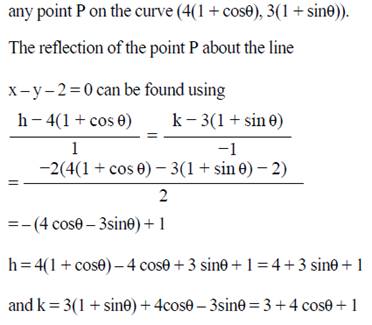 any point P on the curve (4(1 + cosθ), 3(1 + sinθ)).
The reflection of the point P about the line
x – y – 2 = 0 can be found using
h – 4(1 + cos θ) / 1 = k – 3(1 + sin θ) / –1
= –2(4(1 + cos θ) – 3(1 + sin θ) – 2) / 2
= – (4 cosθ – 3sinθ) + 1
h = 4(1 + cosθ) – 4 cosθ + 3 sinθ + 1 = 4 + 3 sinθ + 1
and k = 3(1 + sinθ) + 4cosθ – 3sinθ = 3 + 4 cosθ + 1